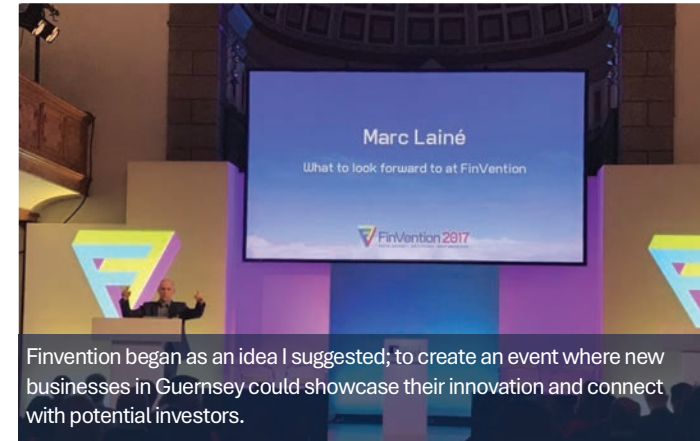 Marc Lainé
What to look forward to at FinVention
FinVention 2017
Finvention began as an idea I suggested; to create an event where new
businesses in Guernsey could showcase their innovation and connect
with potential investors.